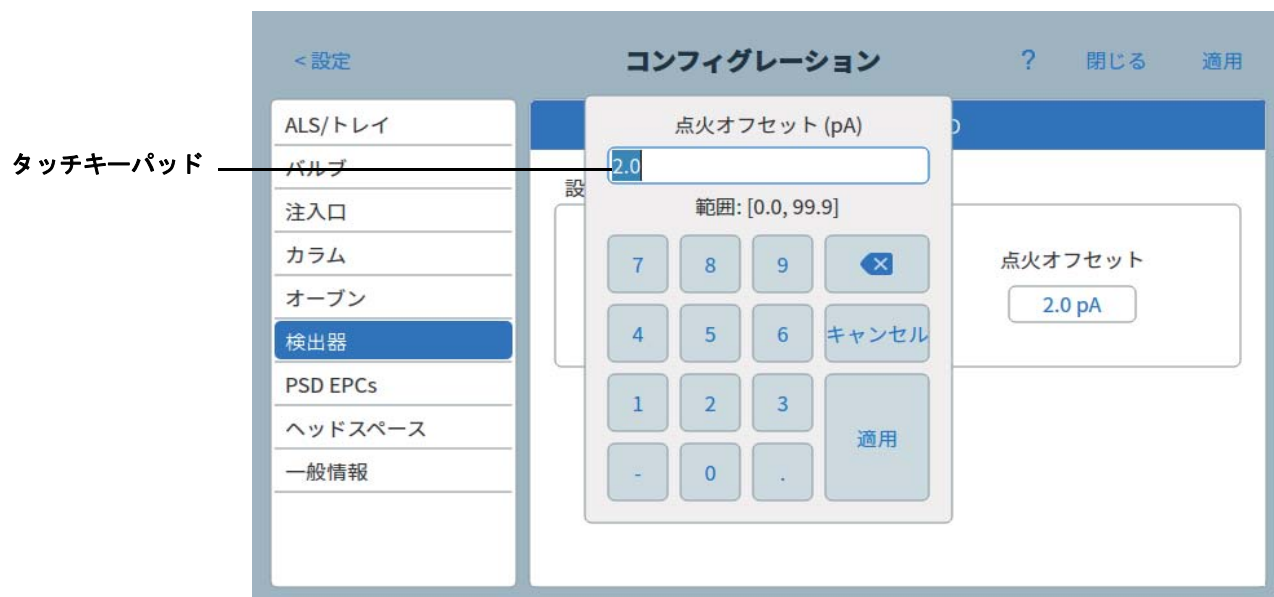 < 設定
コンフィグレーション
?
閉じる
適用
タッチキーパッド
ALS/トレイ
バルブ
注入口
カラム
オーブン
検出器
PSD EPCs
ヘッドスペース
一般情報
設
点火オフセット (pA)
2.0
範囲: [0.0, 99.9]
7 8 9
4 5 6 キャンセル
1 2 3
適用
- 0 .
点火オフセット
2.0 pA